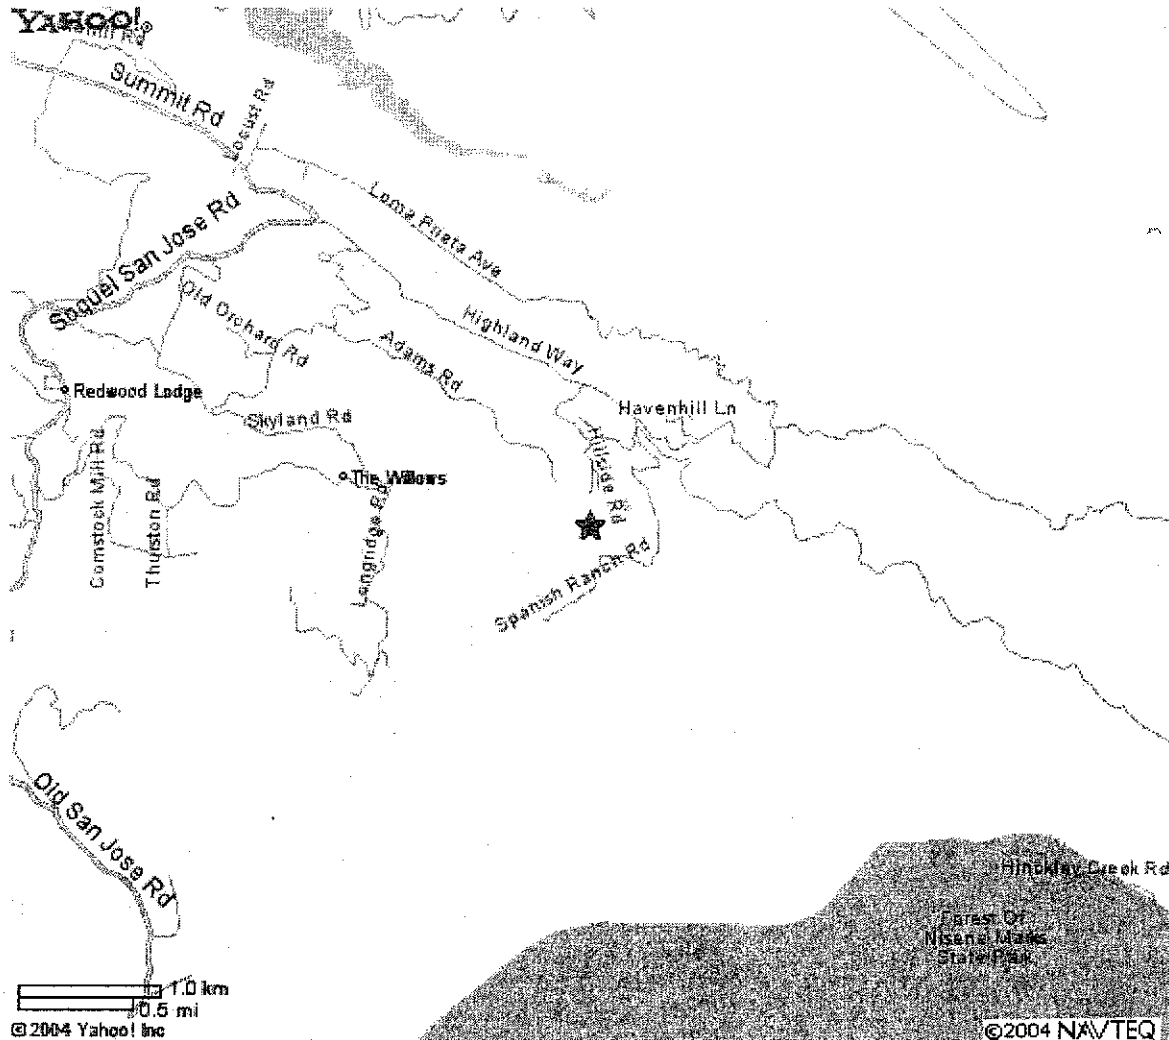 YAHOO!
Summit Rd
Locust Rd
Loma Prieta Ave
Soquel San Jose Rd
Old Orchard Rd
Highland Way
Adams Rd
Redwood Lodge
Skyland Rd
Havenhill Ln
Hillside Rd
Comstock Mill Rd
Thurston Rd
The Willows
Longridge Rd
Spanish Ranch Rd
Old San Jose Rd
Hinckley Creek Rd
Forest Of
Nisene Marks
State Park
1.0 km
0.5 mi
©2004 Yahoo! Inc
©2004 NAVTEQ